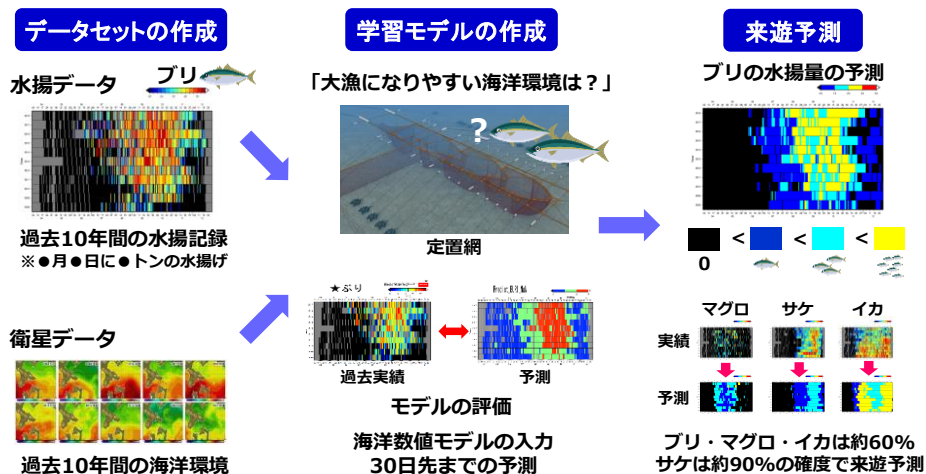 データセットの作成
水揚データ
ブリ
過去10年間の水揚記録
※●月●日に●トンの水揚げ
衛星データ
過去10年間の海洋環境
学習モデルの作成
「大漁になりやすい海洋環境は？」
?
定置網
★ぶり
過去実績
予測
モデルの評価
海洋数値モデルの入力
30日先までの予測
来遊予測
ブリの水揚量の予測
< < <
0
マグロ サケ イカ
実績
予測
ブリ・マグロ・イカは約60%
サケは約90%の確度で来遊予測